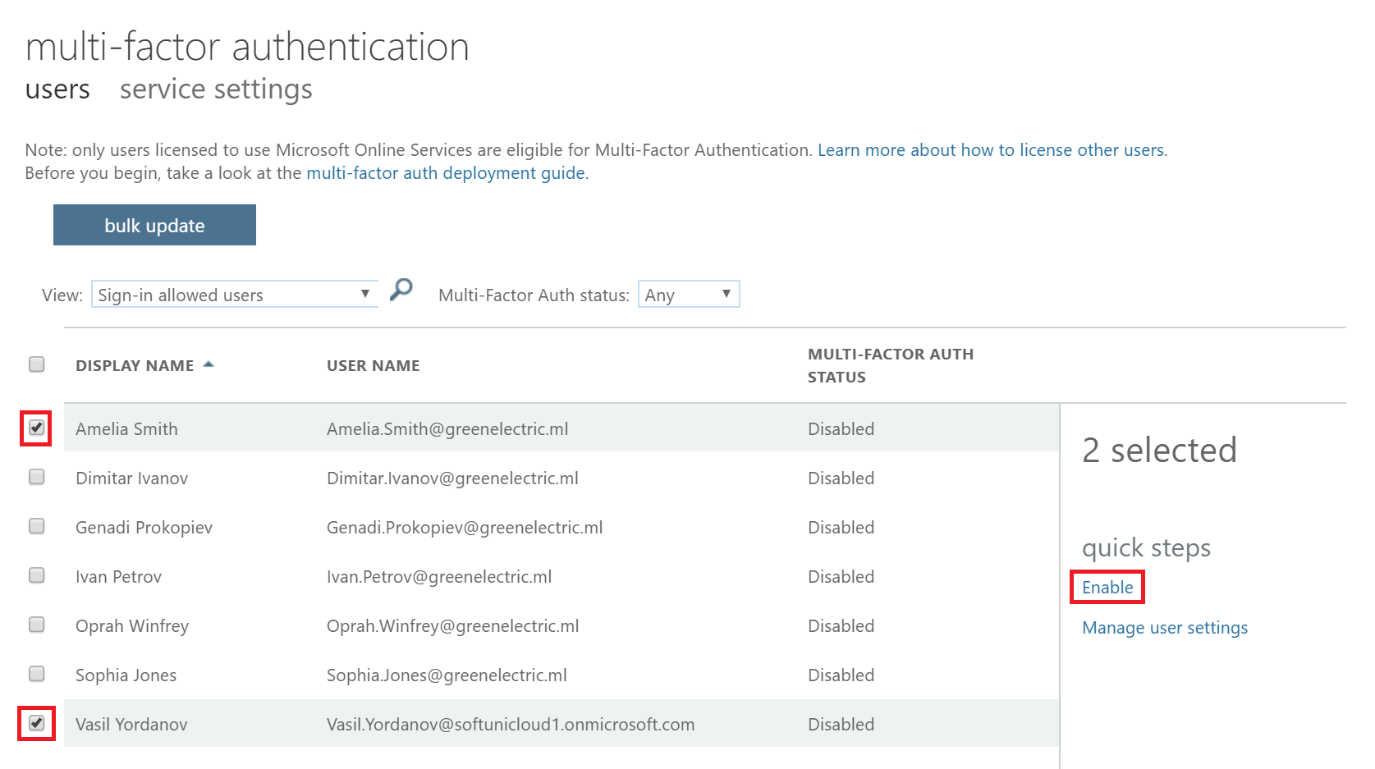 multi-factor authentication
users service settings
Note: only users licensed to use Microsoft Online Services are eligible for Multi-Factor Authentication. Learn more about how to license other users.
Before you begin, take a look at the multi-factor auth deployment guide.
bulk update
View: Sign-in allowed users Multi-Factor Auth status: Any
DISPLAY NAME USER NAME MULTI-FACTOR AUTH
STATUS
Amelia Smith Amelia.Smith@greenelectric.ml Disabled
Dimitar Ivanov Dimitar.Ivanov@greenelectric.ml Disabled
Genadi Prokopiev Genadi.Prokopiev@greenelectric.ml Disabled
Ivan Petrov Ivan.Petrov@greenelectric.ml Disabled
Oprah Winfrey Oprah.Winfrey@greenelectric.ml Disabled
Sophia Jones Sophia.Jones@greenelectric.ml Disabled
Vasil Yordanov Vasil.Yordanov@softunicloud1.onmicrosoft.com Disabled
2 selected
quick steps
Enable
Manage user settings